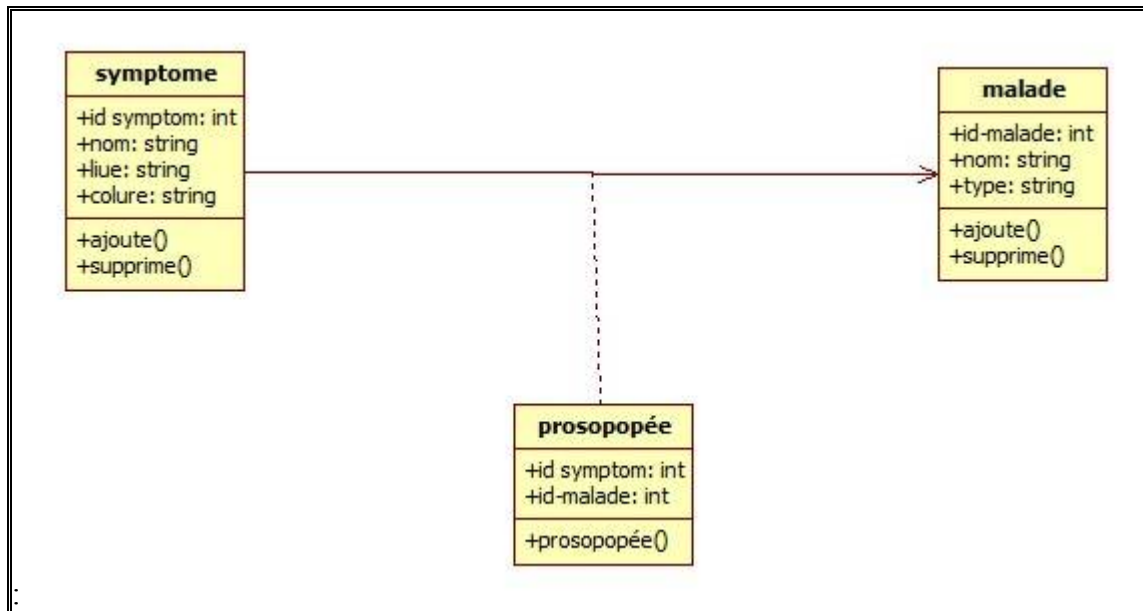 symptome
+id symptom: int
+nom: string
+liue: string
+colure: string
+ajoute()
+supprime()
malade
+id-malade: int
+nom: string
+type: string
+ajoute()
+supprime()
prosopopée
+id symptom: int
+id-malade: int
+prosopopée()
: